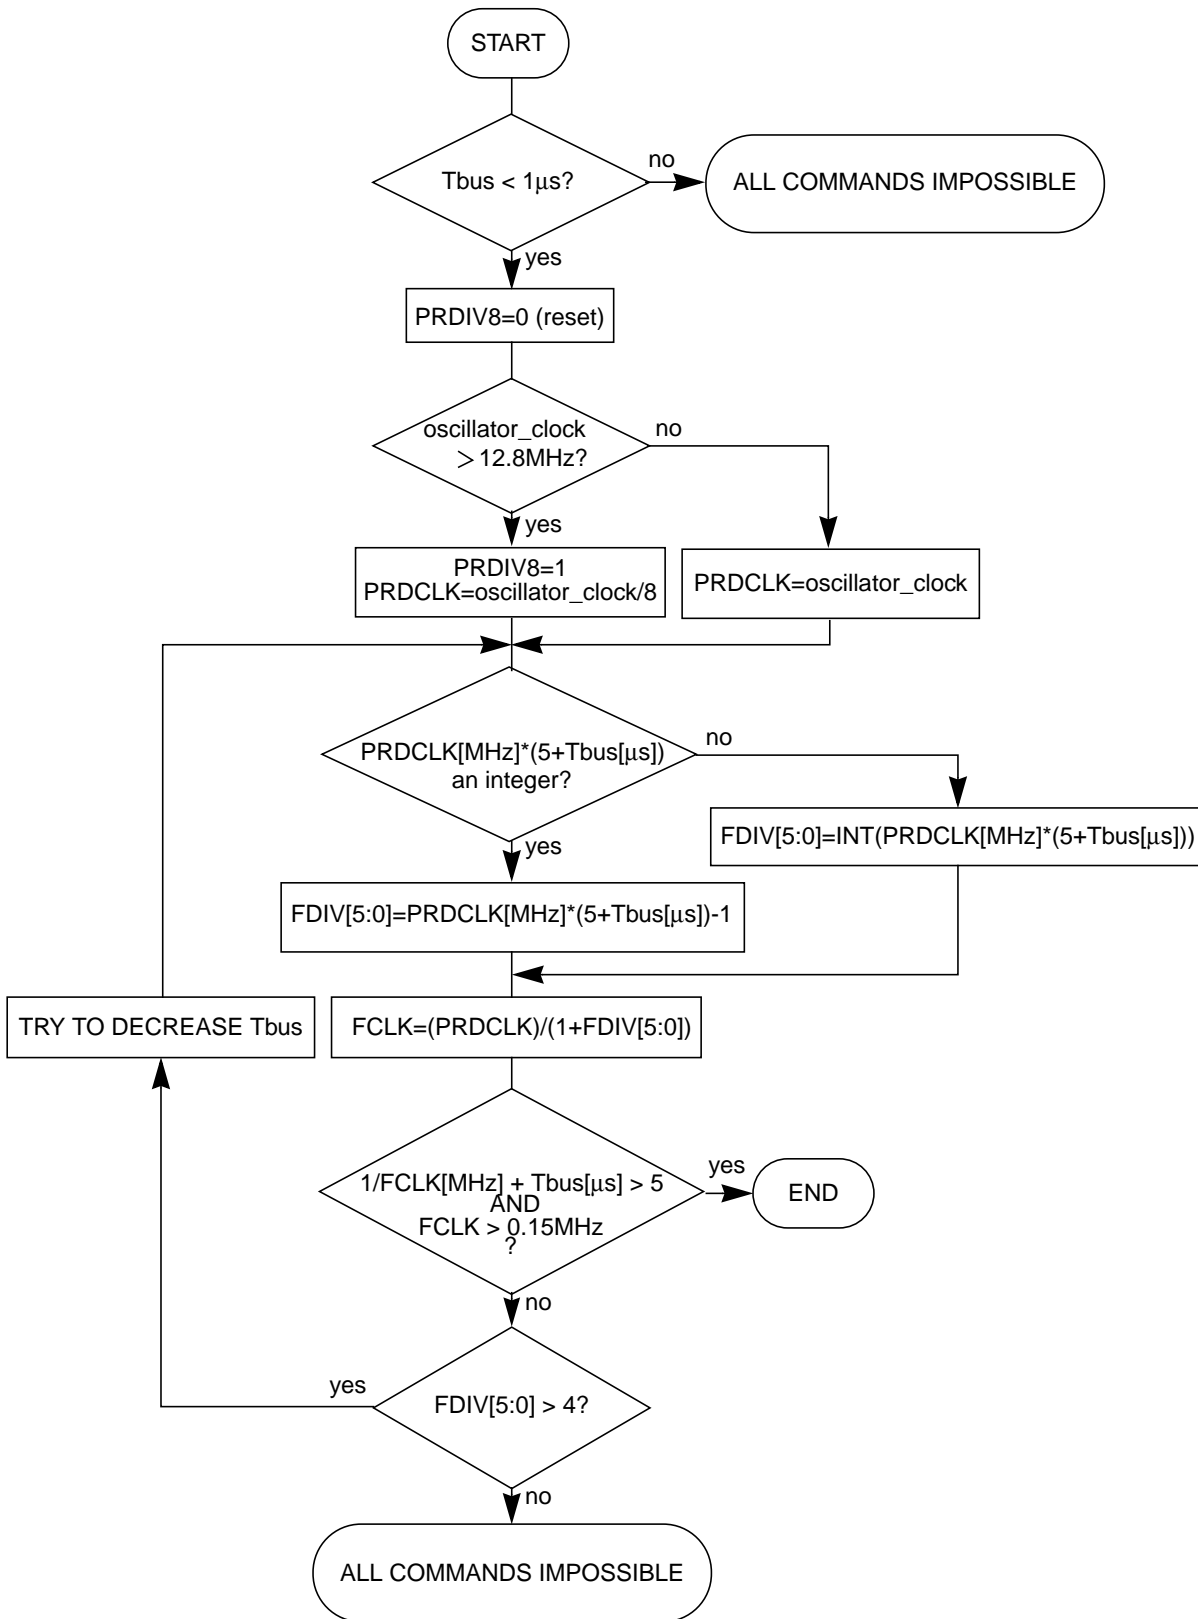 START
Tbus < 1μs?
no
ALL COMMANDS IMPOSSIBLE
yes
PRDIV8=0 (reset)
oscillator_clock
> 12.8MHz?
no
yes
PRDIV8=1
PRDCLK=oscillator_clock/8
PRDCLK=oscillator_clock
PRDCLK[MHz]*(5+Tbus[μs])
an integer?
no
yes
FDIV[5:0]=INT(PRDCLK[MHz]*(5+Tbus[μs]))
FDIV[5:0]=PRDCLK[MHz]*(5+Tbus[μs])-1
TRY TO DECREASE Tbus
FCLK=(PRDCLK)/(1+FDIV[5:0])
1/FCLK[MHz] + Tbus[μs] > 5
AND
FCLK > 0.15MHz
?
yes
END
no
FDIV[5:0] > 4?
yes
no
ALL COMMANDS IMPOSSIBLE